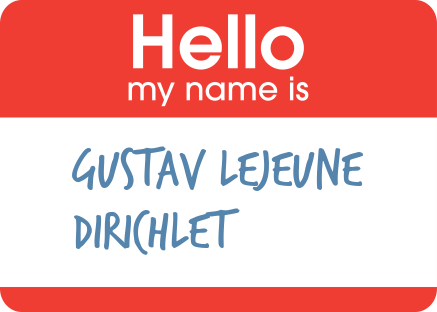 Hello
my name is
GUSTAV LEJEUNE
DIRICHLET